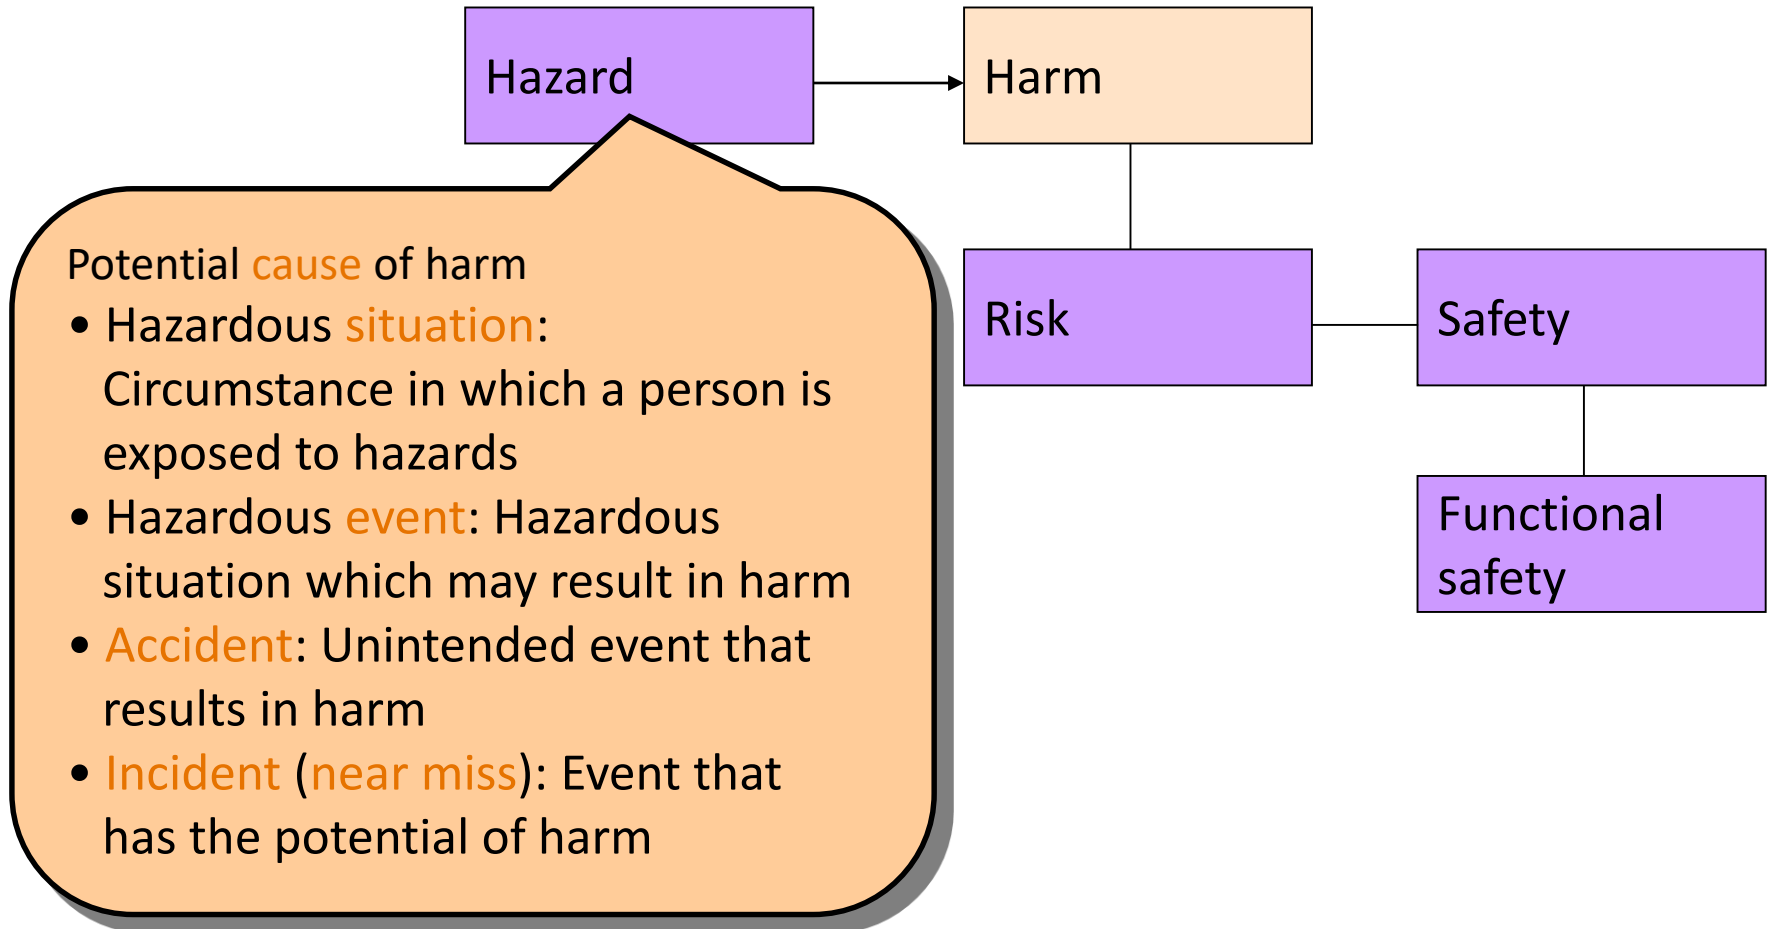 Hazard
Harm
Risk
Safety
Functional
safety
Potential cause of harm
• Hazardous situation:
Circumstance in which a person is
exposed to hazards
• Hazardous event: Hazardous
situation which may result in harm
• Accident: Unintended event that
results in harm
• Incident (near miss): Event that
has the potential of harm